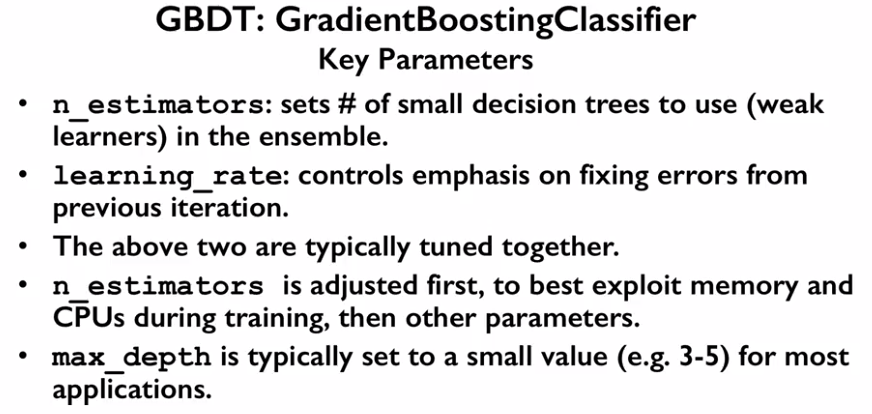 GBDT: GradientBoostingClassifier
Key Parameters
• n_estimators: sets # of small decision trees to use (weak
learners) in the ensemble.
• learning_rate: controls emphasis on fixing errors from
previous iteration.
• The above two are typically tuned together.
• n_estimators is adjusted first, to best exploit memory and
CPUs during training, then other parameters.
• max_depth is typically set to a small value (e.g. 3-5) for most
applications.